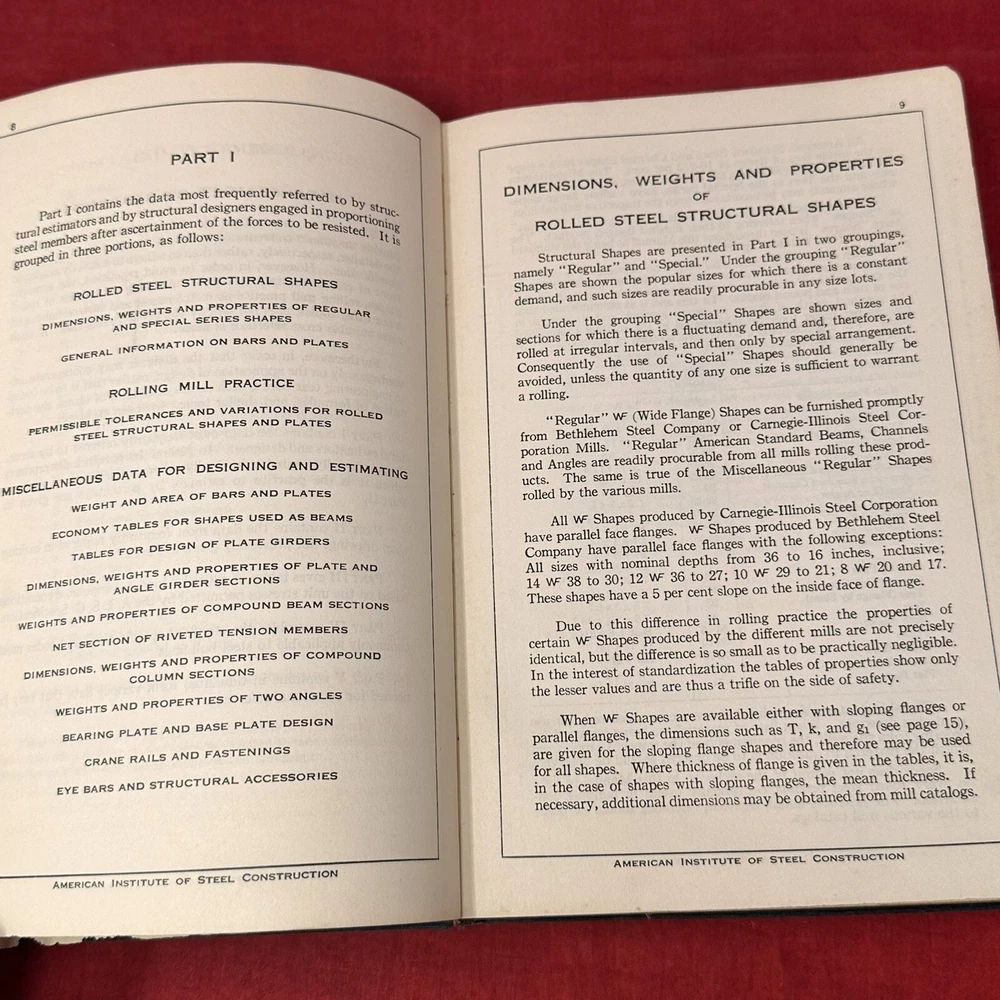 8
PART I
Part I contains the data most frequently referred to by struc-
tural estimators and by structural designers engaged in proportioning
steel members after ascertainment of the forces to be resisted. It is
grouped in three portions, as follows:
ROLLED STEEL STRUCTURAL SHAPES
DIMENSIONS, WEIGHTS AND PROPERTIES OF REGULAR
AND SPECIAL SERIES SHAPES
GENERAL INFORMATION ON BARS AND PLATES
ROLLING MILL PRACTICE
PERMISSIBLE TOLERANCES AND VARIATIONS FOR ROLLED
STEEL STRUCTURAL SHAPES AND PLATES
MISCELLANEOUS DATA FOR DESIGNING AND ESTIMATING
WEIGHT AND AREA OF BARS AND PLATES
ECONOMY TABLES FOR SHAPES USED AS BEAMS
TABLES FOR DESIGN OF PLATE GIRDERS
DIMENSIONS, WEIGHTS AND PROPERTIES OF PLATE AND
ANGLE GIRDER SECTIONS
WEIGHTS AND PROPERTIES OF COMPOUND BEAM SECTIONS
NET SECTION OF RIVETED TENSION MEMBERS
DIMENSIONS, WEIGHTS AND PROPERTIES OF COMPOUND
COLUMN SECTIONS
WEIGHTS AND PROPERTIES OF TWO ANGLES
BEARING PLATE AND BASE PLATE DESIGN
CRANE RAILS AND FASTENINGS
EYE BARS AND STRUCTURAL ACCESSORIES
AMERICAN INSTITUTE OF STEEL CONSTRUCTION
9
DIMENSIONS, WEIGHTS AND PROPERTIES
OF
ROLLED STEEL STRUCTURAL SHAPES
Structural Shapes are presented in Part I in two groupings,
namely "Regular" and "Special." Under the grouping "Regular"
Shapes are shown the popular sizes for which there is a constant
demand, and such sizes are readily procurable in any size lots.
Under the grouping "Special" Shapes are shown sizes and
sections for which there is a fluctuating demand and, therefore, are
rolled at irregular intervals, and then only by special arrangement.
Consequently the use of "Special" Shapes should generally be
avoided, unless the quantity of any one size is sufficient to warrant
a rolling.
"Regular" WF (Wide Flange) Shapes can be furnished promptly
from Bethlehem Steel Company or Carnegie-Illinois Steel Cor-
poration Mills. "Regular" American Standard Beams, Channels
and Angles are readily procurable from all mills rolling these prod-
ucts. The same is true of the Miscellaneous "Regular" Shapes
rolled by the various mills.
All WF Shapes produced by Carnegie-Illinois Steel Corporation
have parallel face flanges. WF Shapes produced by Bethlehem Steel
Company have parallel face flanges with the following exceptions:
All sizes with nominal depths from 36 to 16 inches, inclusive;
14 WF 38 to 30; 12 WF 36 to 27; 10 WF 29 to 21; 8 WF 20 and 17.
These shapes have a 5 per cent slope on the inside face of flange.
Due to this difference in rolling practice the properties of
certain WF Shapes produced by the different mills are not precisely
identical, but the difference is so small as to be practically negligible.
In the interest of standardization the tables of properties show only
the lesser values and are thus a trifle on the side of safety.
When WF Shapes are available either with sloping flanges or
parallel flanges, the dimensions such as T, k, and g₁ (see page 15),
are given for the sloping flange shapes and therefore may be used
for all shapes. Where thickness of flange is given in the tables, it is,
in the case of shapes with sloping flanges, the mean thickness. If
necessary, additional dimensions may be obtained from mill catalogs.
AMERICAN INSTITUTE OF STEEL CONSTRUCTION